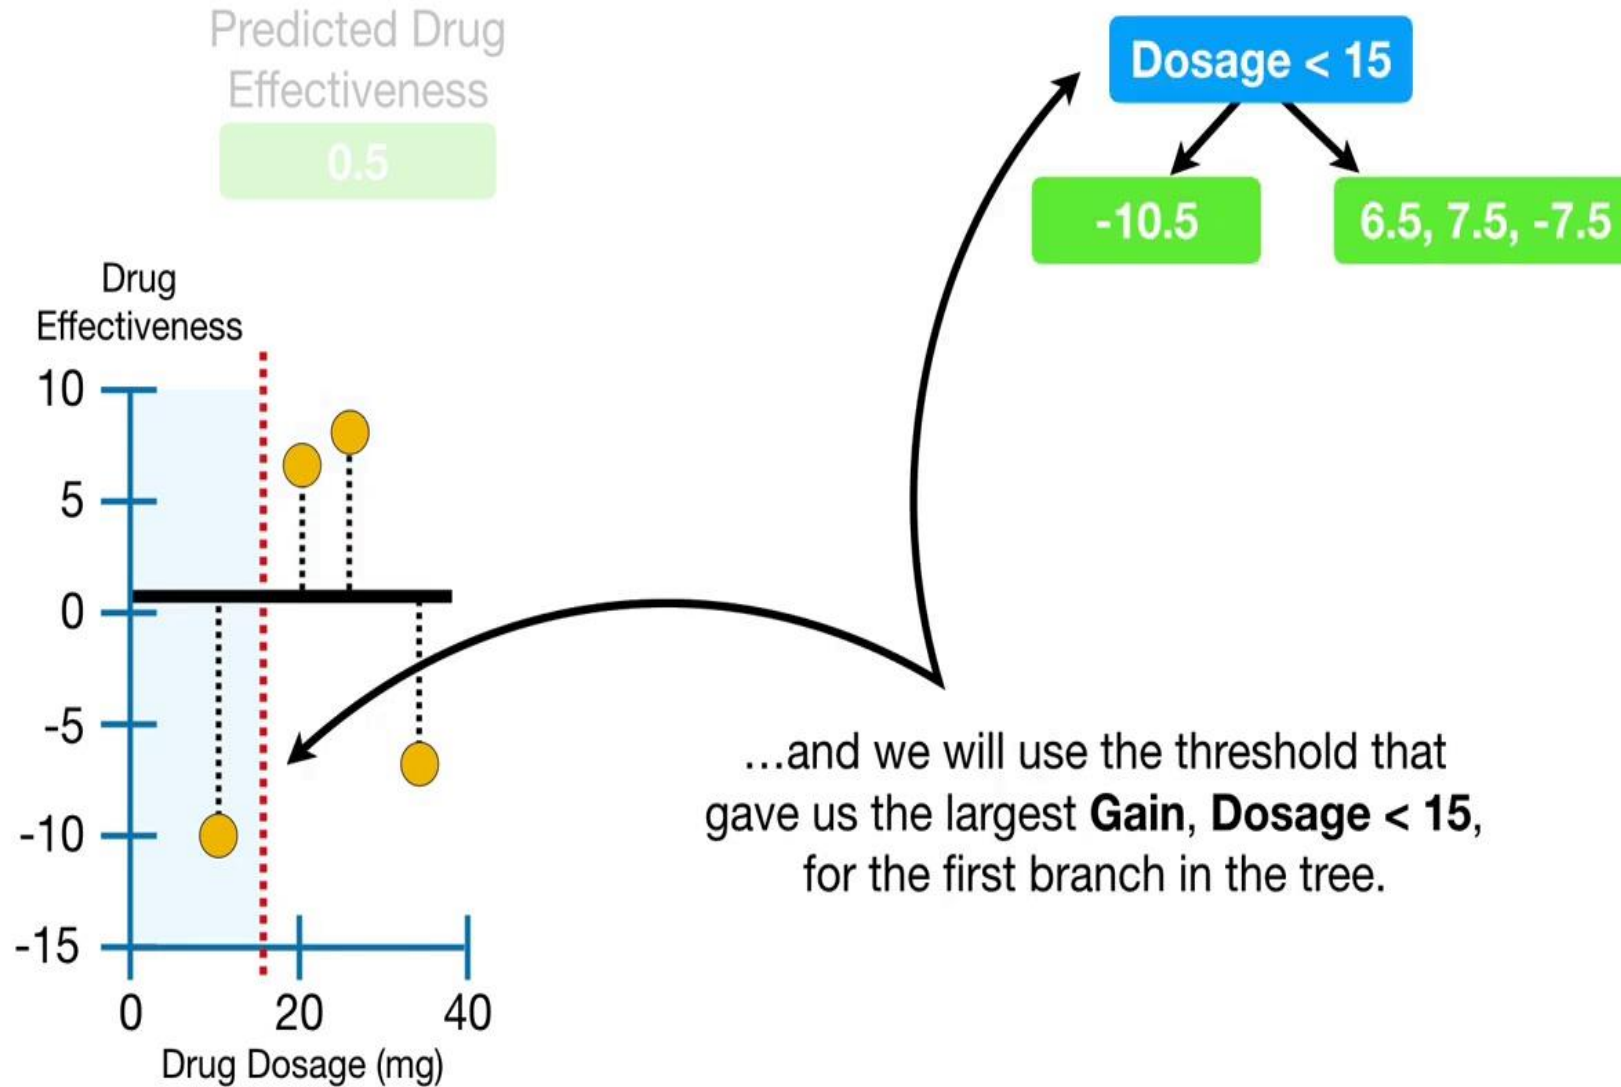 Predicted Drug
Effectiveness
0.5
Dosage < 15
-10.5
6.5, 7.5, -7.5
Drug
Effectiveness
10
5
0
-5
-10
-15
0
20
40
Drug Dosage (mg)
...and we will use the threshold that
gave us the largest Gain, Dosage < 15,
for the first branch in the tree.